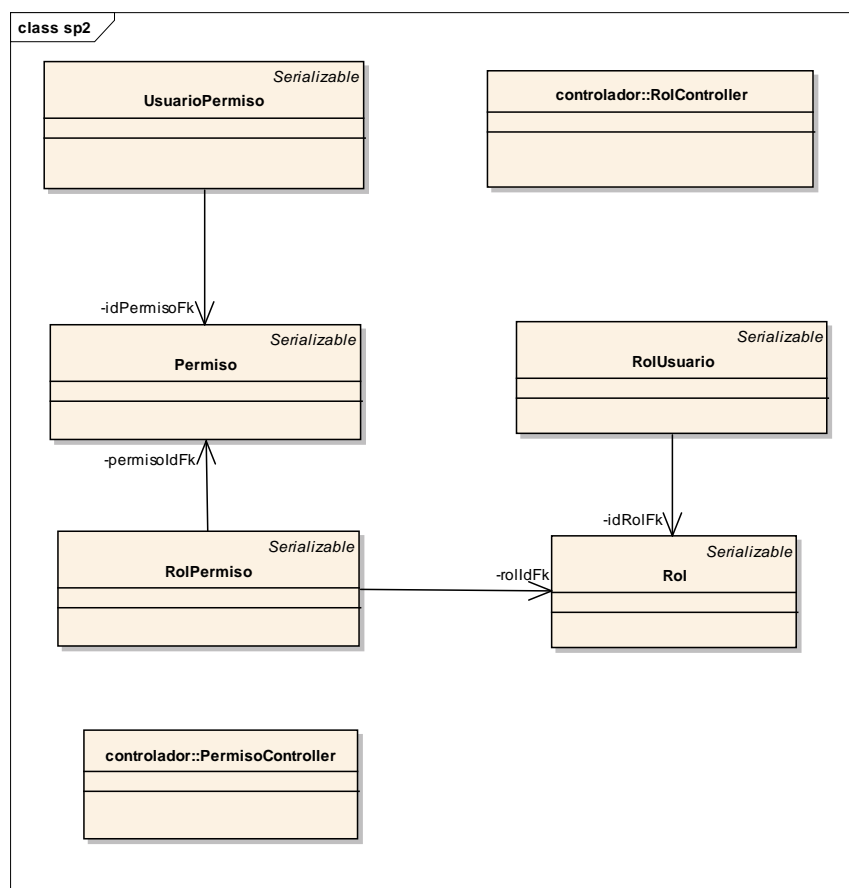 class sp2
Serializable
UsuarioPermiso
controlador::RolController
-idPermisoFk
Serializable
Permiso
Serializable
RolUsuario
-permisoIdFk
-idRolFk
Serializable
RolPermiso
-rolIdFk
Serializable
Rol
controlador::PermisoController